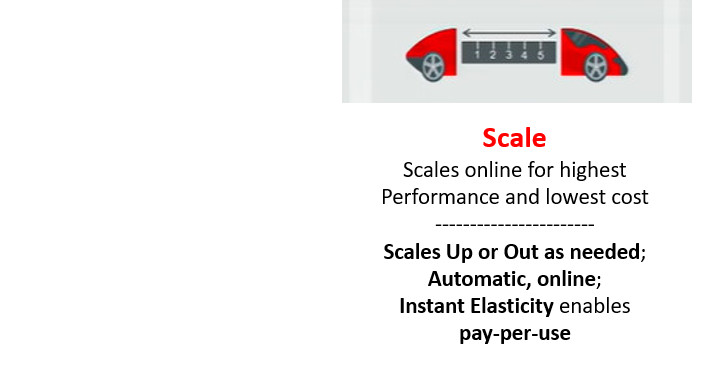 1 2 3 4 5
Scale
Scales online for highest
Performance and lowest cost
-----------------------
Scales Up or Out as needed;
Automatic, online;
Instant Elasticity enables
pay-per-use